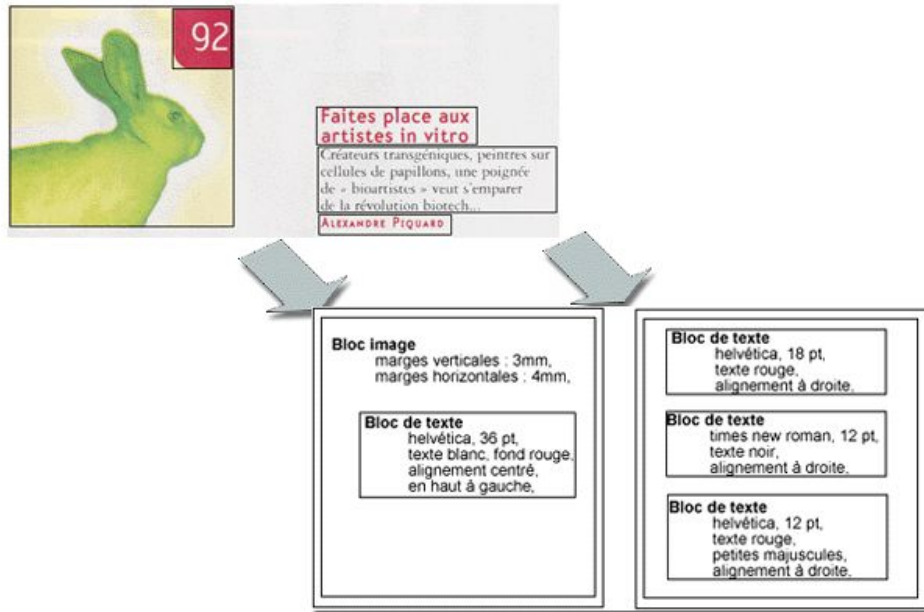 92
Faites place aux
artistes in vitro
Créateurs transgéniques, peintres sur
cellules de papillons, une poignée
de « bioartistes » veut s'emparer
de la révolution biotech...
ALEXANDRE PIQUARD
Bloc image
marges verticales : 3mm,
marges horizontales : 4mm,
Bloc de texte
helvética, 36 pt,
texte blanc, fond rouge,
alignement centré,
en haut à gauche,
Bloc de texte
helvética, 18 pt,
texte rouge,
alignement à droite,
Bloc de texte
times new roman, 12 pt,
texte noir,
alignement à droite,
Bloc de texte
helvética, 12 pt,
texte rouge,
petites majuscules,
alignement à droite,